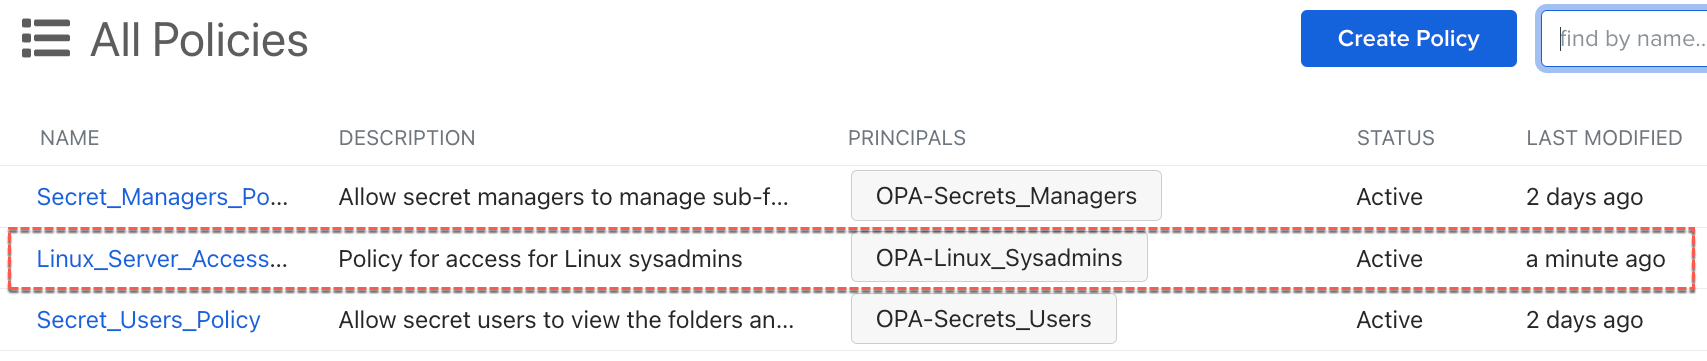 All Policies
Create Policy
find by name...
NAME DESCRIPTION PRINCIPALS STATUS LAST MODIFIED
Secret_Managers_Po... Allow secret managers to manage sub-f... OPA-Secrets_Managers Active 2 days ago
Linux_Server_Access... Policy for access for Linux sysadmins OPA-Linux_Sysadmins Active a minute ago
Secret_Users_Policy Allow secret users to view the folders an... OPA-Secrets_Users Active 2 days ago